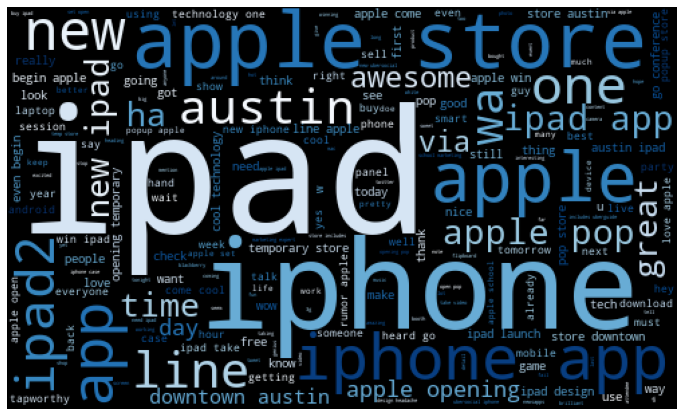 buy ipad
using
technology one
apple come
even
store austin
via apple
new
apple store
go conference
popup store
really
go
sell
first
long
begin apple
going
think
right
awesome
apple win
one
much
look
got
show
see
guy
laptop
ha
austin
pop
good
wa
ipad app
session
popup apple
new iphone
line apple
buy
doe
smart
many
best
say
phone
via
thing
austin ipad
new ipad
cool
still
even begin
keep
need
panel
apple
party
ipad
hand
today
device
year
wait
cool technology
yes
w
pretty
u
live
great
love apple
android
opening temporary
nice
win ipad
week
temporary store
thank
apple pop
pop store
next
check
well
tomorrow
people
apple set
iphone
hey
love
want
talk
rumor apple
make
already
apple open
ipad2
everyone
come cool
life
work
tech
download
time
wow
someone
must
app
day
hour
heard go
ipad launch
store downtown
back
case
ipad take
free
line
know
iphone app
mobile
game
tapworthy
getting
downtown austin
apple opening
ipad design
use
way
design headache